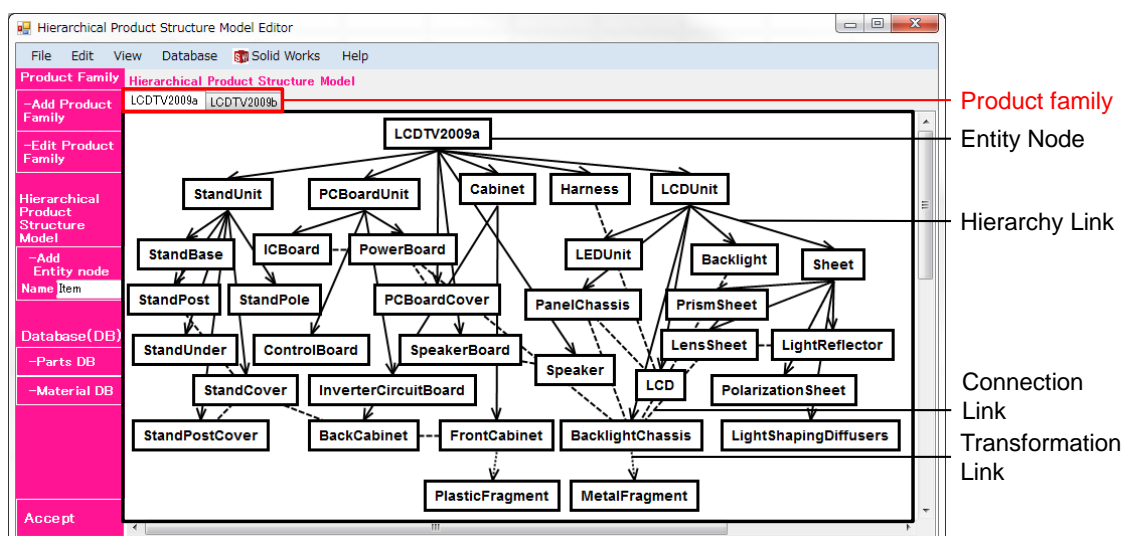 Hierarchical Product Structure Model Editor
File Edit View Database Solid Works Help
Product Family
Hierarchical Product Structure Model
LCDTV2009a LCDTV2009b
Product family
-Add Product
Family
-Edit Product
Family
Hierarchical
Product
Structure
Model
-Add
Entity node
Name Item
Database(DB)
-Parts DB
-Material DB
Accept
LCDTV2009a
Entity Node
StandUnit PCBoardUnit Cabinet Harness LCDUnit
Hierarchy Link
StandBase ICBoard PowerBoard LEDUnit Backlight Sheet
StandPost StandPole PCBoardCover PanelChassis PrismSheet
StandUnder ControlBoard SpeakerBoard LensSheet LightReflector
Speaker
StandCover InverterCircuitBoard LCD PolarizationSheet
Connection
Link
StandPostCover BackCabinet FrontCabinet BacklightChassis LightShapingDiffusers
Transformation
Link
PlasticFragment MetalFragment